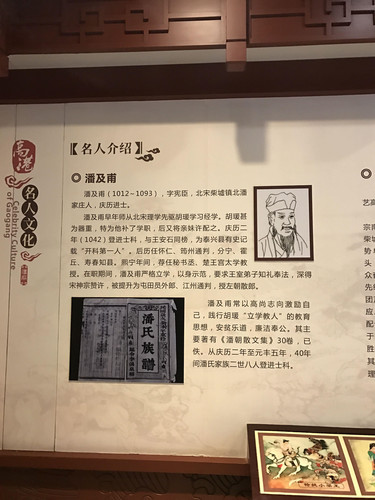 高港
名人文化
Celebrity Culture
of Gaogang
【名人介绍】
◎ 潘及甫
潘及甫（1012~1093），字宪臣，北宋柴墟镇北潘
家庄人，庆历进士。
潘及甫早年师从北宋理学先驱胡瑗学习经学。胡瑗甚
为器重，特为他补了学职，后又将亲妹许配之。庆历二
年（1042）登进士科，与王安石同榜，为泰兴县有史记
载“开科第一人”。后历任怀仁、筠州通判，分宁、霍
丘、寿春知县。熙宁年间，荐任秘书丞、楚王宫大学教
授。在职期间，潘及甫严格立学，以身示范，要求王室弟子知礼奉法，深得
宋神宗赞许，被提升为屯田员外郎、江州通判，授左朝散郎。
潘及甫常以高尚志向激励自
己，践行胡瑗“立学教人”的教育
思想，安贫乐道，廉洁奉公。其主
要著有《潘朝散文集》30卷，已
佚。从庆历二年至元丰五年，40年
间潘氏家族二世八人登进士科。
潘氏族譜